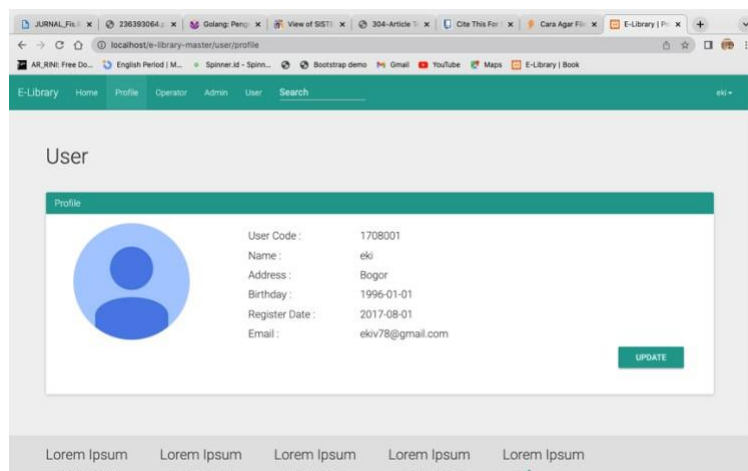 JURNAL_Fis
236393064
Golang: Peng
View of SIST
304-Article
Cite This For
Cara Agar Fil
E-Library | P
localhost/e-library-master/user/profile
AR_RINI: Free Do... English Period | M... Spinner.id - Spinn... Bootstrap demo Gmail YouTube Maps E-Library | Book
E-Library Home Profile Operator Admin User Search eki
User
Profile
User Code : 1708001
Name : eki
Address : Bogor
Birthday : 1996-01-01
Register Date : 2017-08-01
Email : ekiv78@gmail.com
UPDATE
Lorem Ipsum Lorem Ipsum Lorem Ipsum Lorem Ipsum Lorem Ipsum